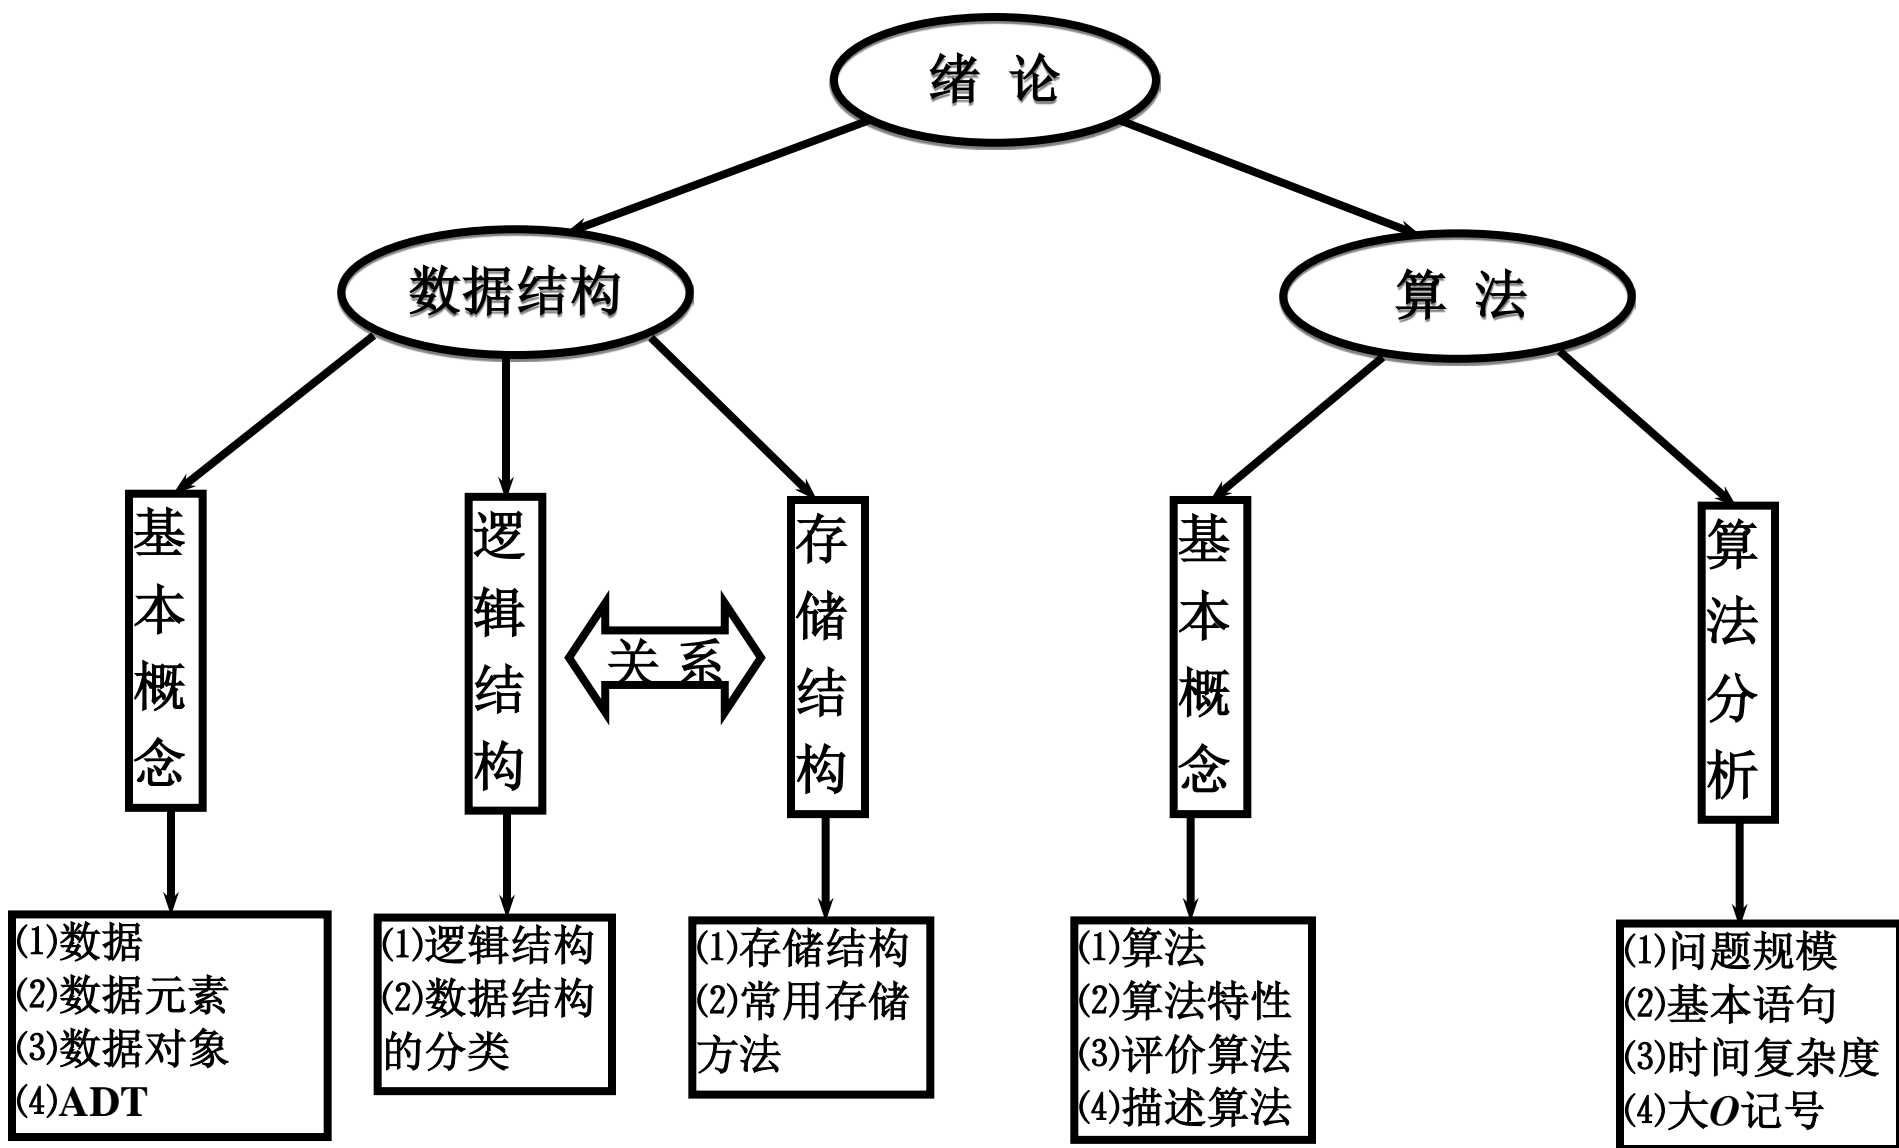 绪 论
数据结构
算 法
基本概念
逻辑结构
关 系
存储结构
基本概念
算法分析
⑴数据
⑵数据元素
⑶数据对象
⑷ADT
⑴逻辑结构
⑵数据结构
的分类
⑴存储结构
⑵常用存储
方法
⑴算法
⑵算法特性
⑶评价算法
⑷描述算法
⑴问题规模
⑵基本语句
⑶时间复杂度
⑷大O记号